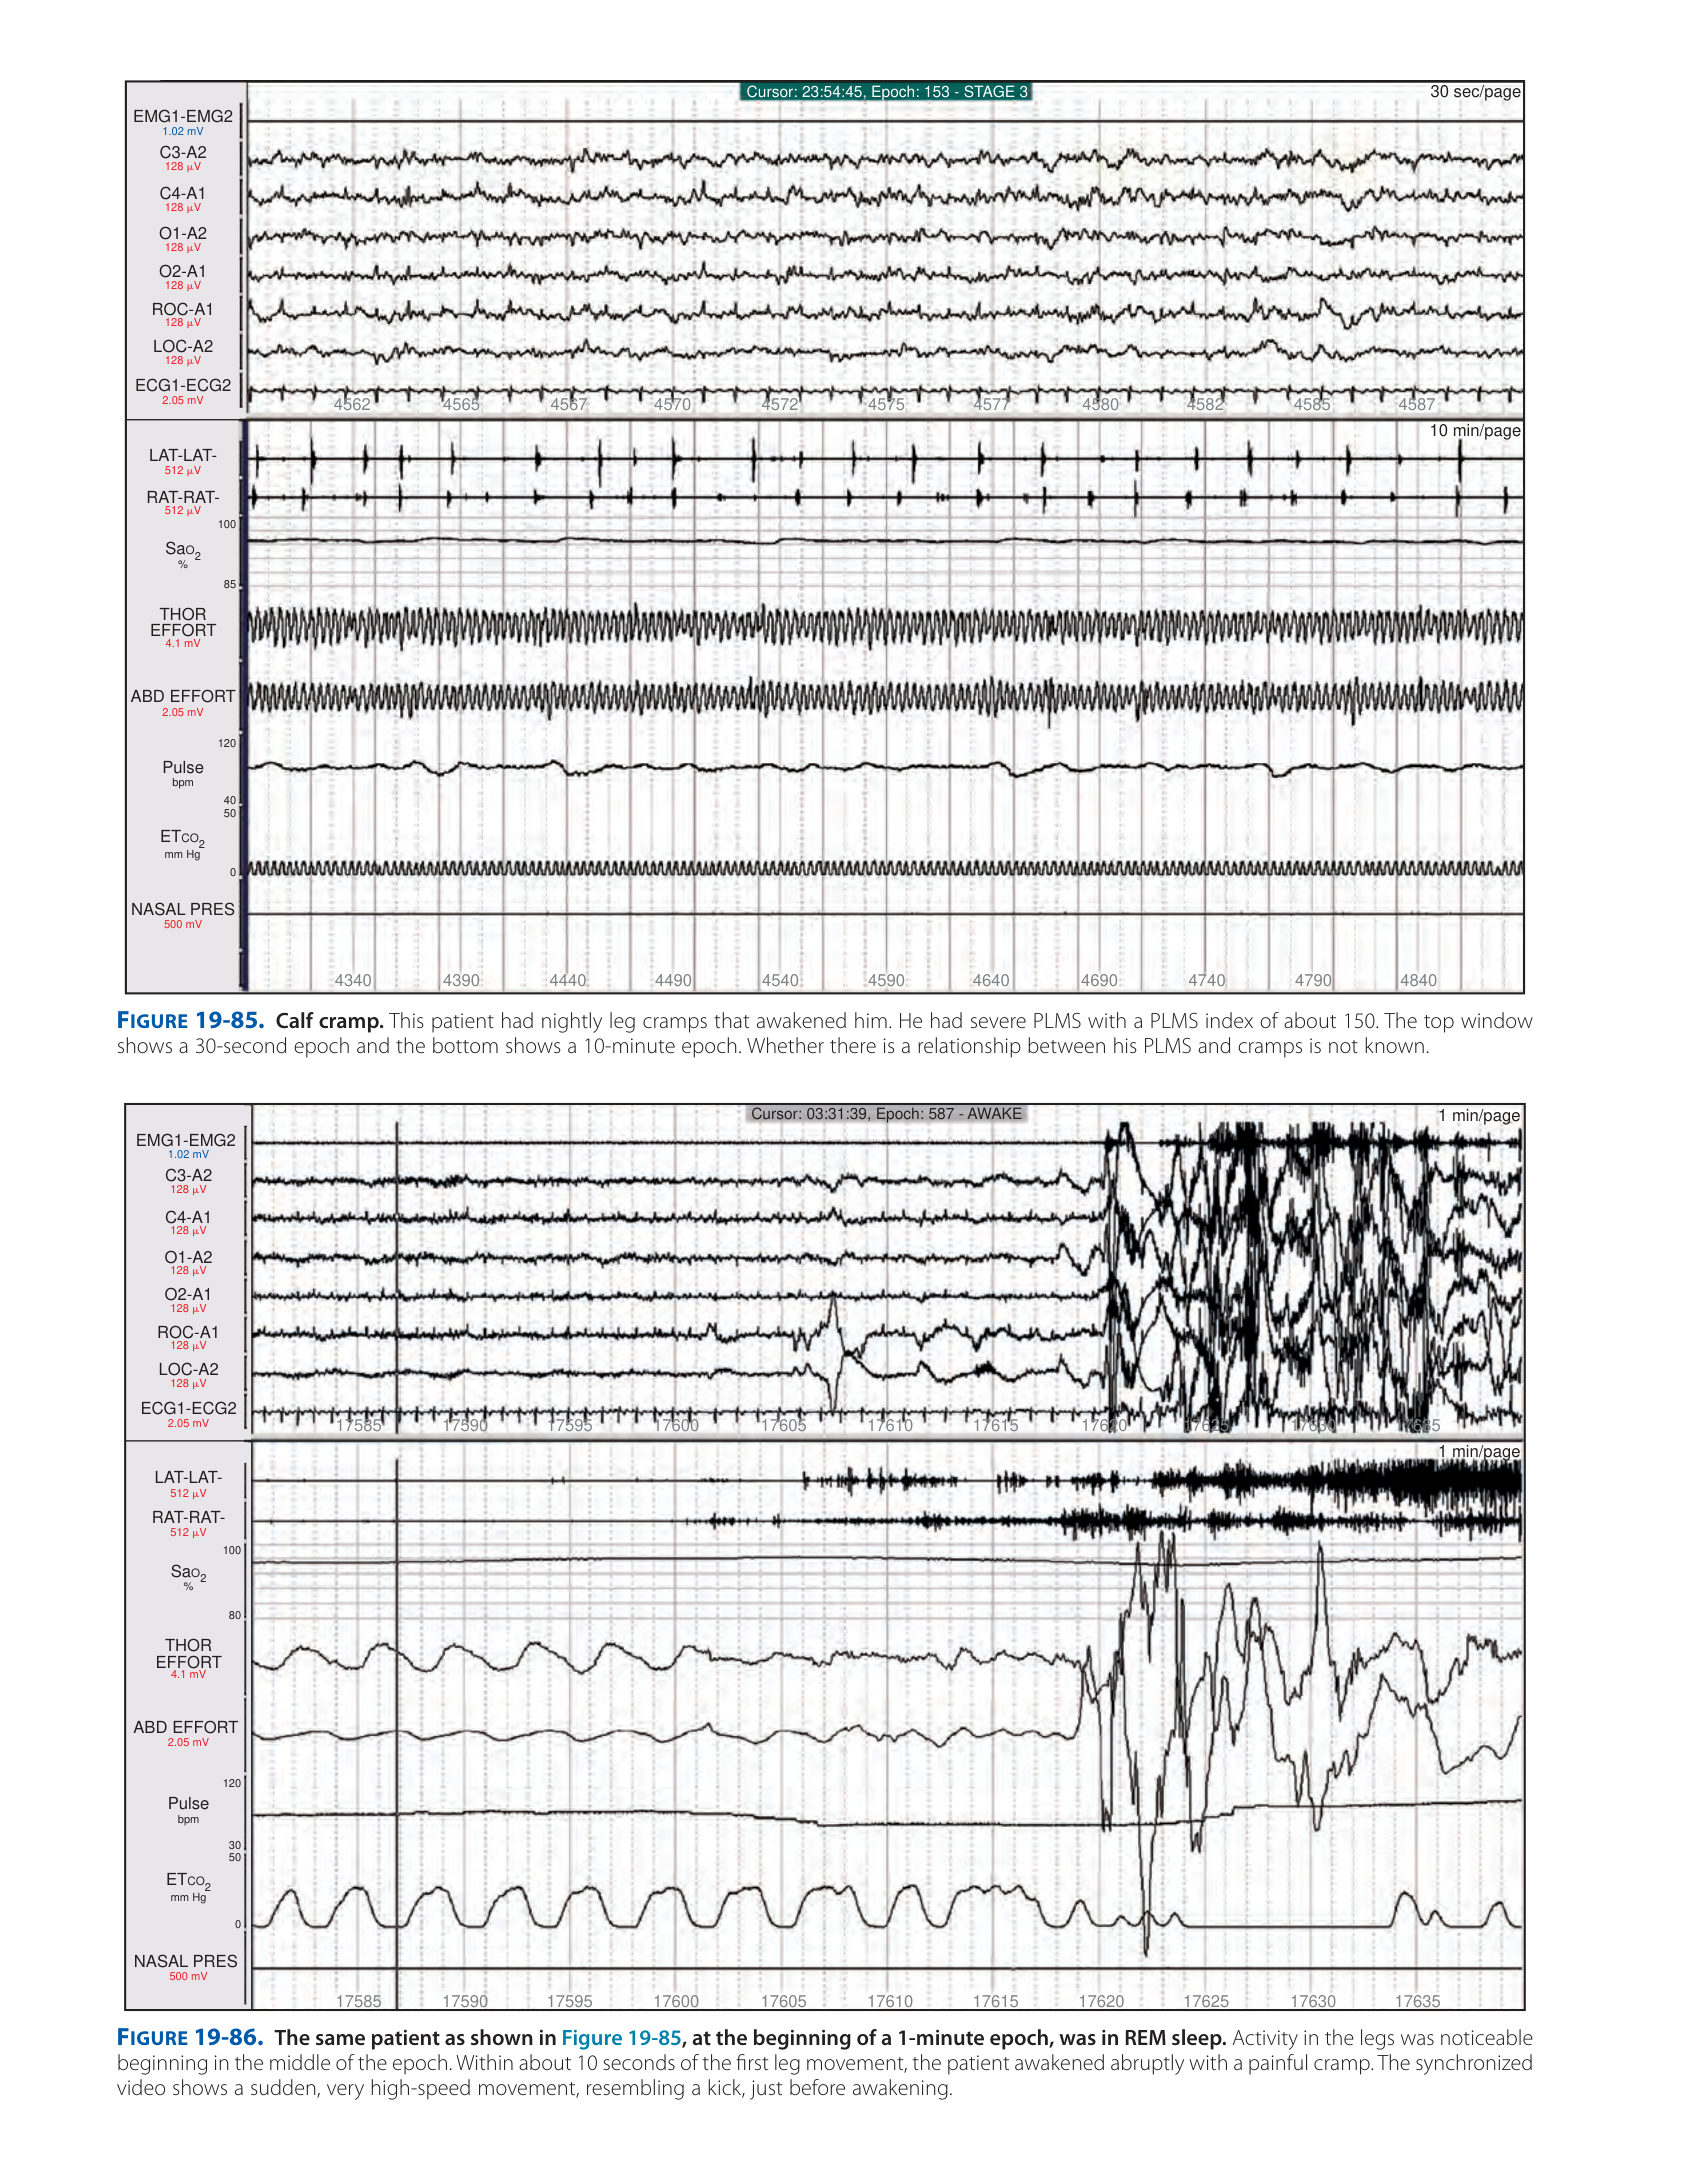 Cursor: 23:54:45, Epoch: 153 - STAGE 3
30 sec/page
EMG1-EMG2
1.02 mV
C3-A2
128 µV
C4-A1
128 µV
O1-A2
128 µV
O2-A1
128 µV
ROC-A1
128 µV
LOC-A2
128 µV
ECG1-ECG2
2.05 mV
4562 4565 4567 4570 4572 4575 4577 4580 4582 4585 4587
10 min/page
LAT-LAT-
512 µV
RAT-RAT-
512 µV
100
SaO2
%
85
THOR
EFFORT
4.1 mV
ABD EFFORT
2.05 mV
120
Pulse
bpm
40
50
ETCO2
mm Hg
0
NASAL PRES
500 mV
4340 4390 4440 4490 4540 4590 4640 4690 4740 4790 4840
FIGURE 19-85. Calf cramp. This patient had nightly leg cramps that awakened him. He had severe PLMS with a PLMS index of about 150. The top window
shows a 30-second epoch and the bottom shows a 10-minute epoch. Whether there is a relationship between his PLMS and cramps is not known.
Cursor: 03:31:39, Epoch: 587 - AWAKE
1 min/page
EMG1-EMG2
1.02 mV
C3-A2
128 µV
C4-A1
128 µV
O1-A2
128 µV
O2-A1
128 µV
ROC-A1
128 µV
LOC-A2
128 µV
ECG1-ECG2
2.05 mV
17585 17590 17595 17600 17605 17610 17615 17620 17625 17630 17635
1 min/page
LAT-LAT-
512 µV
RAT-RAT-
512 µV
100
SaO2
%
80
THOR
EFFORT
4.1 mV
ABD EFFORT
2.05 mV
120
Pulse
bpm
30
50
ETCO2
mm Hg
0
NASAL PRES
500 mV
17585 17590 17595 17600 17605 17610 17615 17620 17625 17630 17635
FIGURE 19-86. The same patient as shown in Figure 19-85, at the beginning of a 1-minute epoch, was in REM sleep. Activity in the legs was noticeable
beginning in the middle of the epoch. Within about 10 seconds of the first leg movement, the patient awakened abruptly with a painful cramp. The synchronized
video shows a sudden, very high-speed movement, resembling a kick, just before awakening.